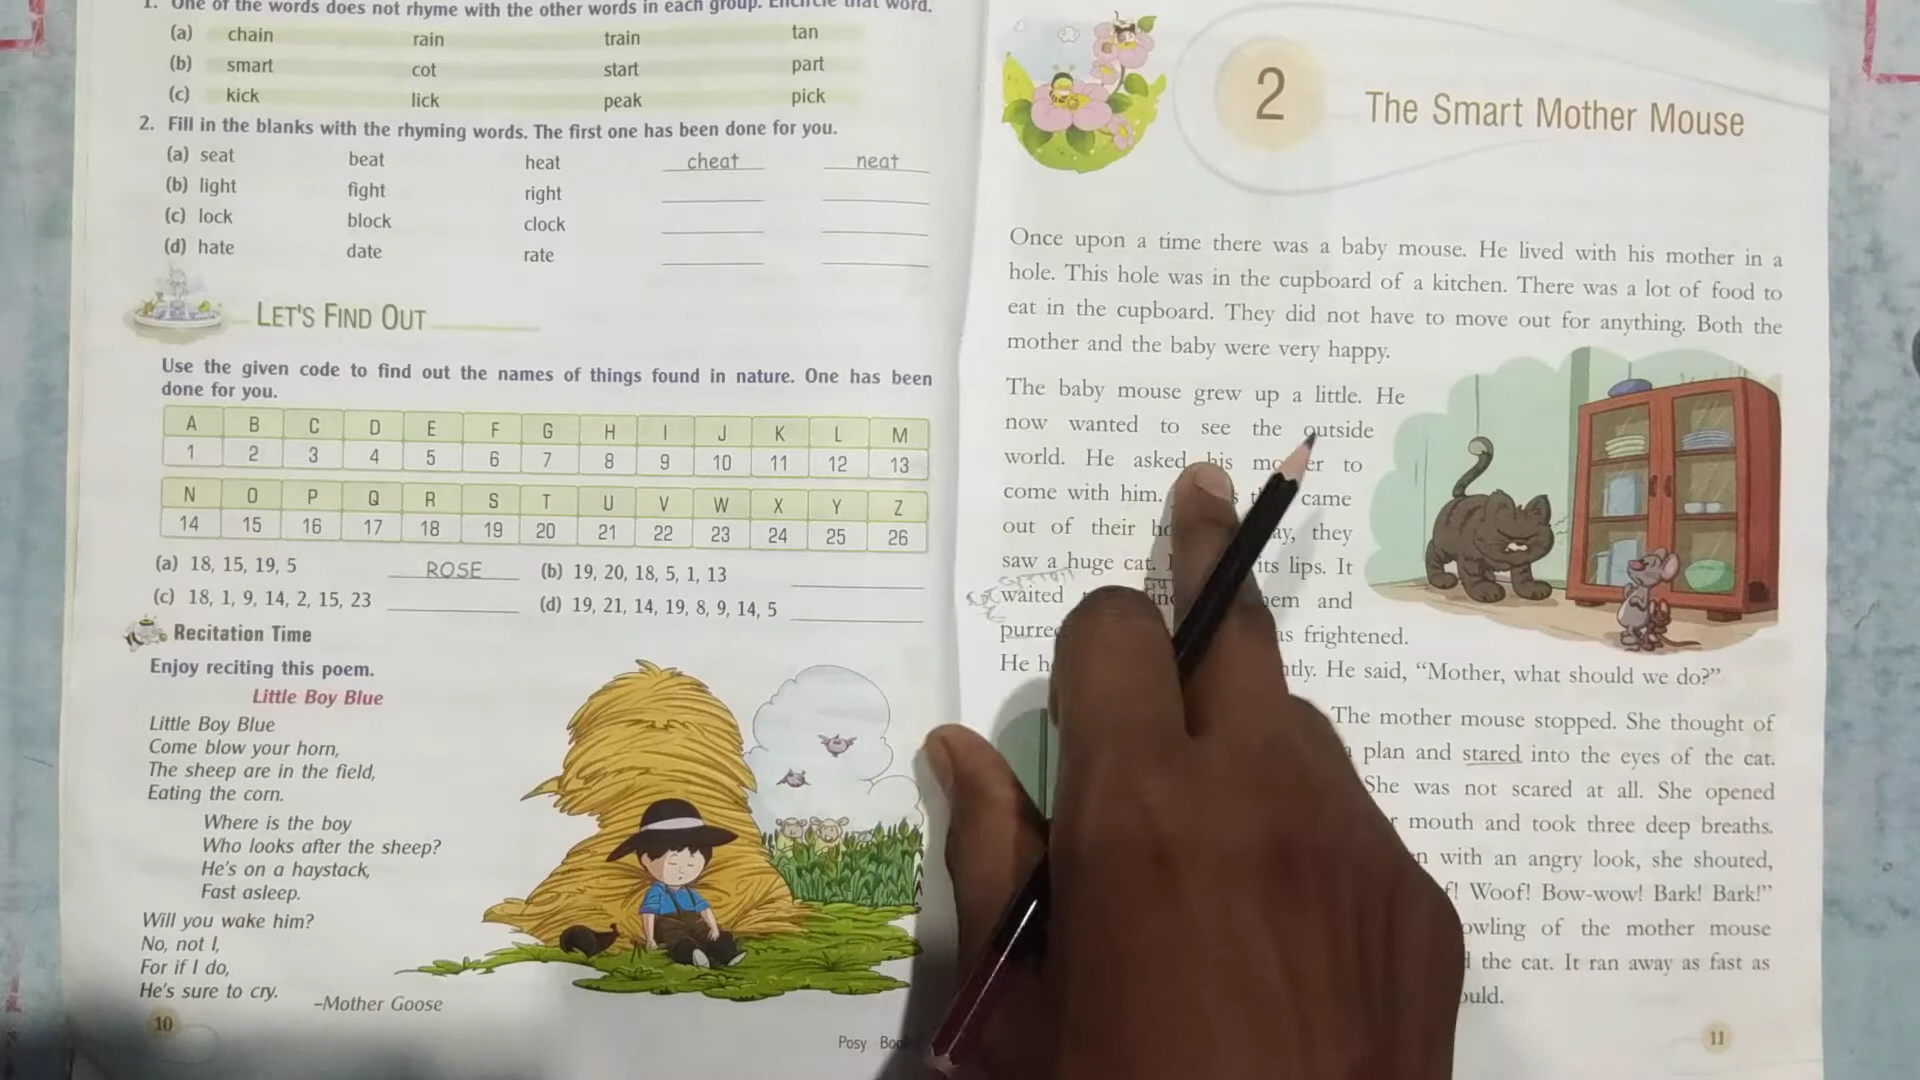 1. One of the words does not rhyme with the other words in each group. Encircle that word.
(a) chain rain train tan
(b) smart cot start part
(c) kick lick peak pick
2. Fill in the blanks with the rhyming words. The first one has been done for you.
(a) seat beat heat cheat neat
(b) light fight right
(c) lock block clock
(d) hate date rate
LET'S FIND OUT
Use the given code to find out the names of things found in nature. One has been
done for you.
A B C D E F G H I J K L M
1 2 3 4 5 6 7 8 9 10 11 12 13
N O P Q R S T U V W X Y Z
14 15 16 17 18 19 20 21 22 23 24 25 26
(a) 18, 15, 19, 5 ROSE (b) 19, 20, 18, 5, 1, 13
(c) 18, 1, 9, 14, 2, 15, 23 (d) 19, 21, 14, 19, 8, 9, 14, 5
Recitation Time
Enjoy reciting this poem.
Little Boy Blue
Little Boy Blue
Come blow your horn,
The sheep are in the field,
Eating the corn.
Where is the boy
Who looks after the sheep?
He's on a haystack,
Fast asleep.
Will you wake him?
No, not I,
For if I do,
He's sure to cry.
–Mother Goose
10
Posy
2
The Smart Mother Mouse
Once upon a time there was a baby mouse. He lived with his mother in a
hole. This hole was in the cupboard of a kitchen. There was a lot of food to
eat in the cupboard. They did not have to move out for anything. Both the
mother and the baby were very happy.
The baby mouse grew up a little. He
now wanted to see the outside
world. He asked his to
come with him. came
out of their they
saw a huge cat. its lips. It
waited and
frightened.
He He said, “Mother, what should we do?”
The mother mouse stopped. She thought of
plan and stared into the eyes of the cat.
She was not scared at all. She opened
mouth and took three deep breaths.
with an angry look, she shouted,
Woof! Bow-wow! Bark! Bark!”
of the mother mouse
the cat. It ran away as fast as
11